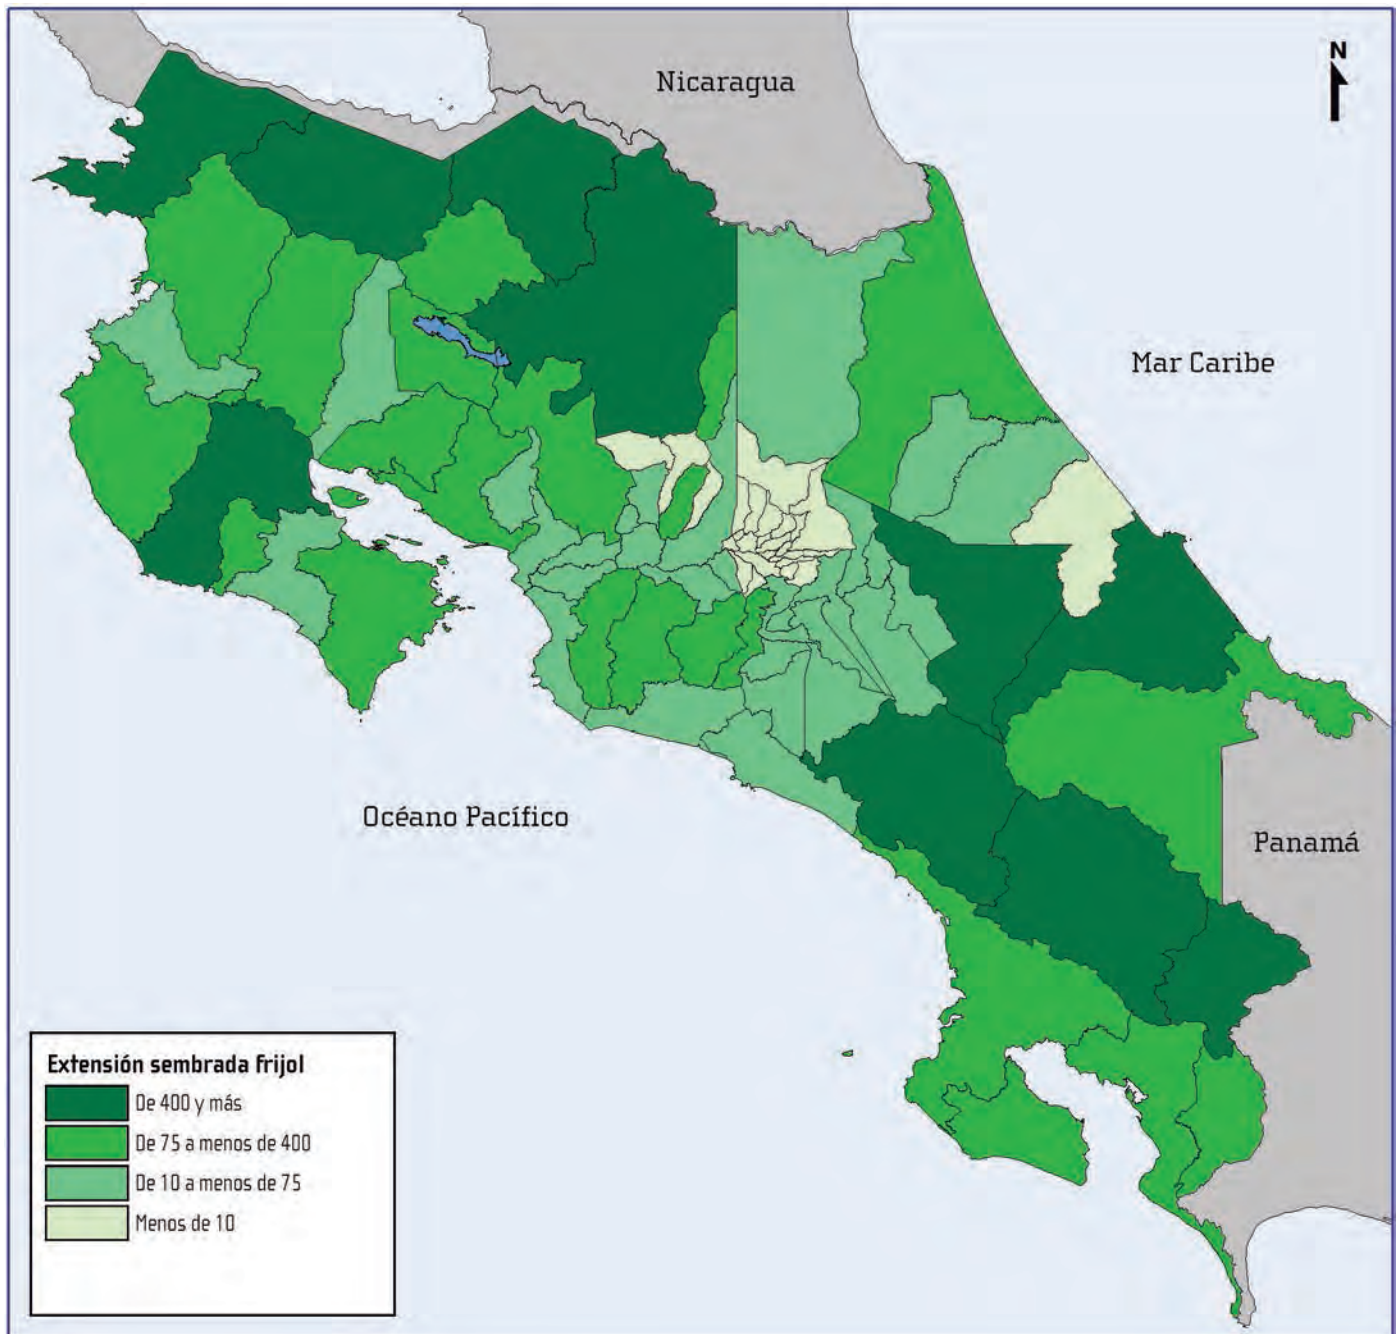 N
Nicaragua
Mar Caribe
Océano Pacífico
Panamá
Extensión sembrada frijol
De 400 y más
De 75 a menos de 400
De 10 a menos de 75
Menos de 10